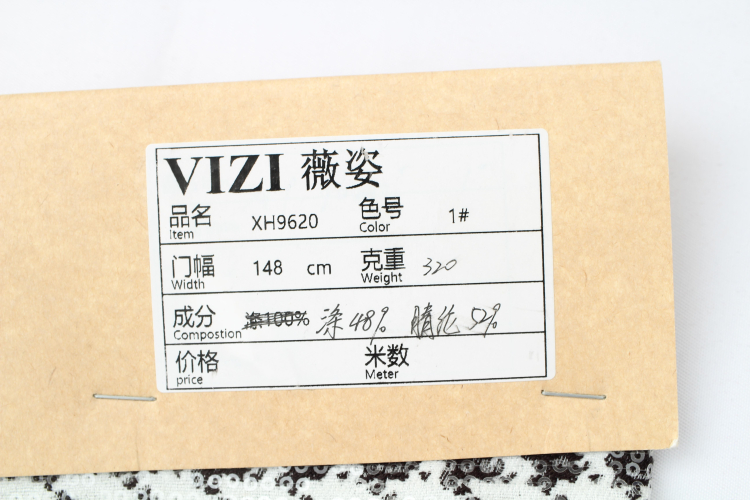 VIZI 薇姿
品名 Item XH9620 色号 Color 1#
门幅 Width 148 cm 克重 Weight 320
成分 Compostion 涤100% 涤48% 腈纶52%
价格 price 米数 Meter